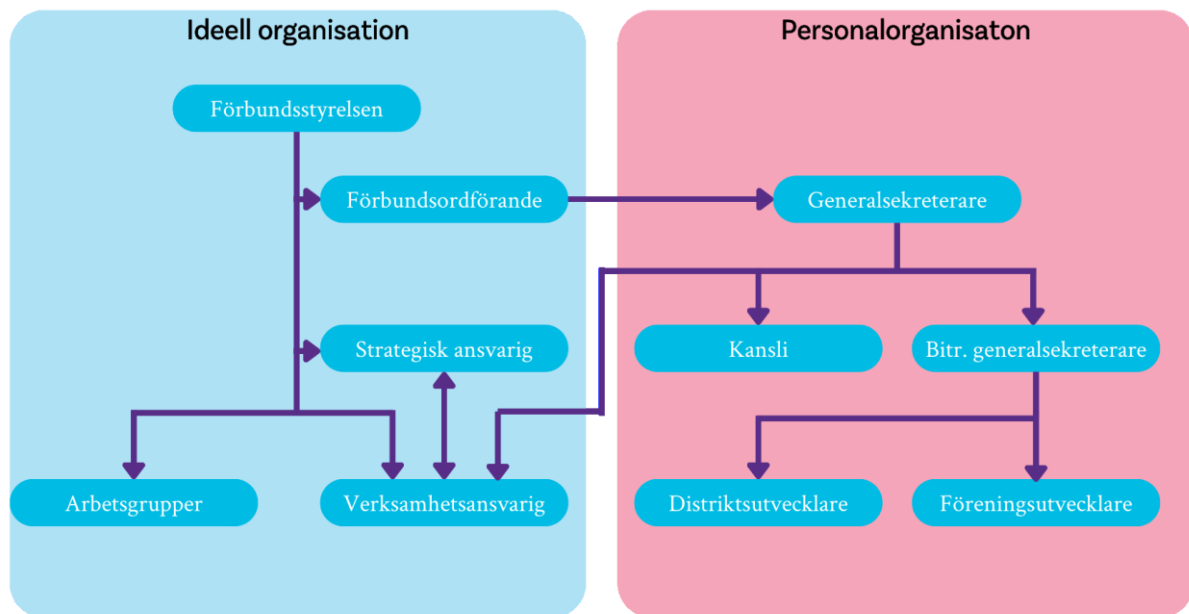 Ideell organisation
Personalorganisaton
Förbundsstyrelsen
Förbundsordförande
Generalsekreterare
Strategisk ansvarig
Kansli
Bitr. generalsekreterare
Arbetsgrupper
Verksamhetsansvarig
Distriktsutvecklare
Föreningsutvecklare